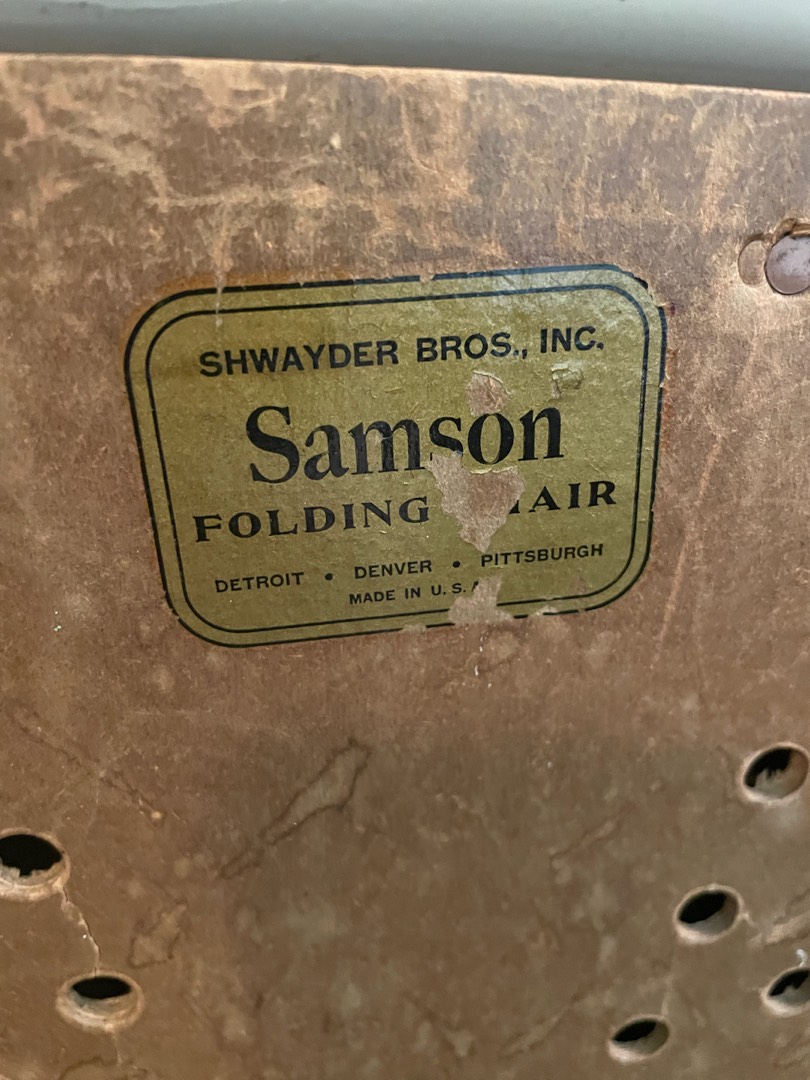 SHWAYDER BROS., INC.
Samson
FOLDING
DETROIT • DENVER • PITTSBURGH
MADE IN U. S. A